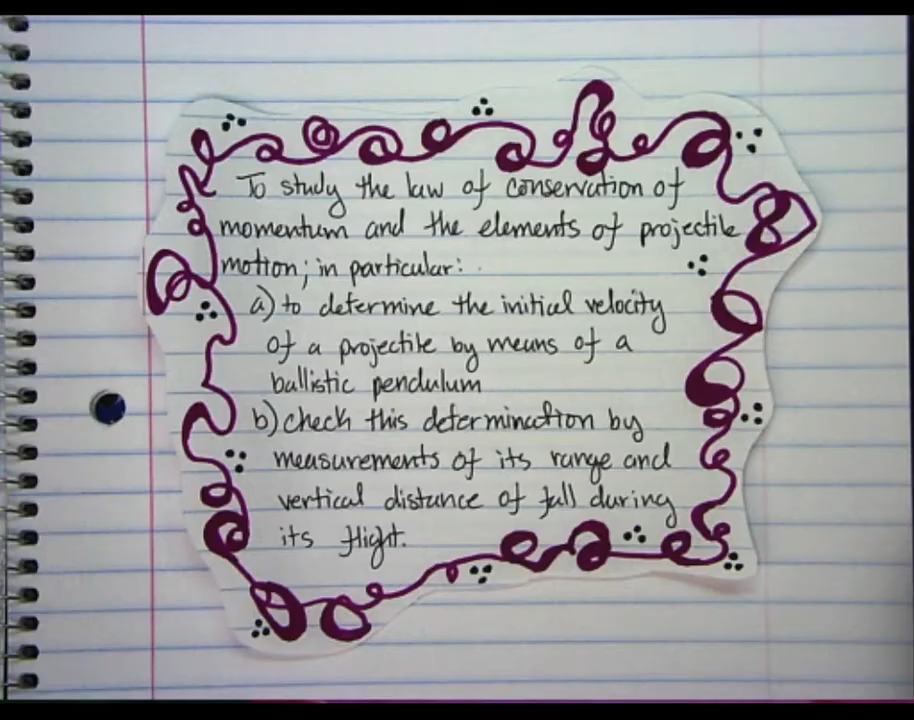 To study the law of conservation of
momentum and the elements of projectile
motion; in particular:
a) to determine the initial velocity
of a projectile by means of a
ballistic pendulum
b) check this determination by
measurements of its range and
vertical distance of fall during
its flight.